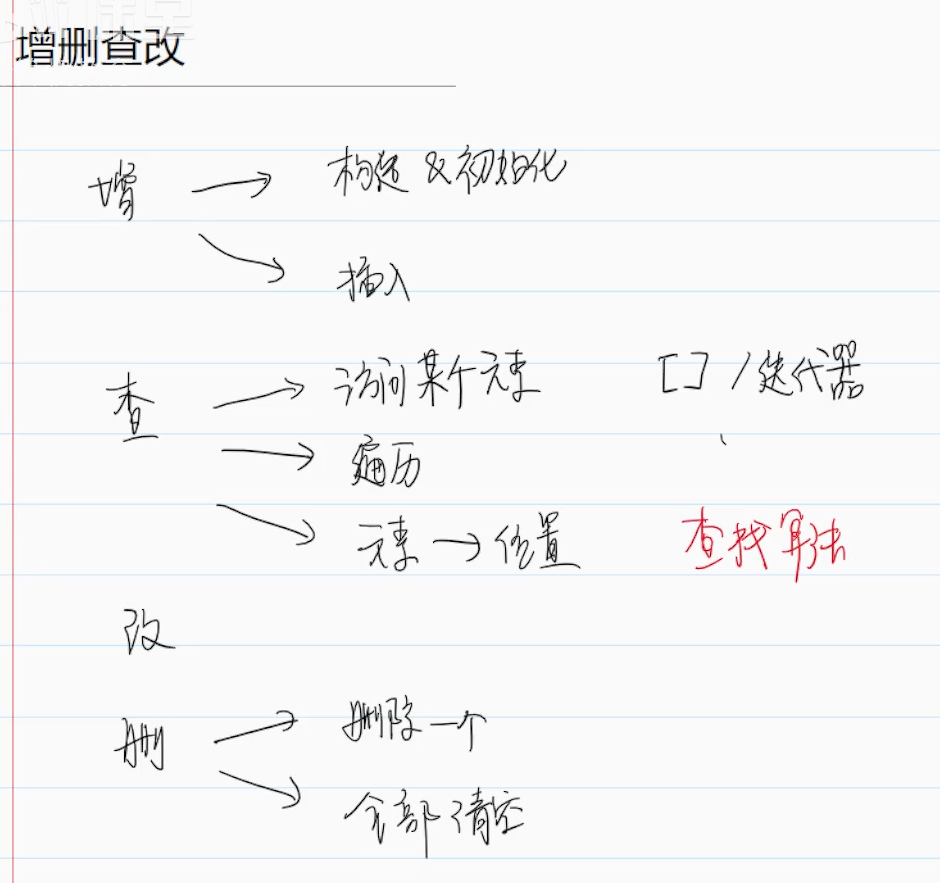 增删查改
增 → 构造 & 初始化
→ 插入
查 → 访问某个元素 [ ] / 迭代器
→ 遍历
→ 元素 → 位置 查找算法
改
删 → 删除一个
→ 全部清空